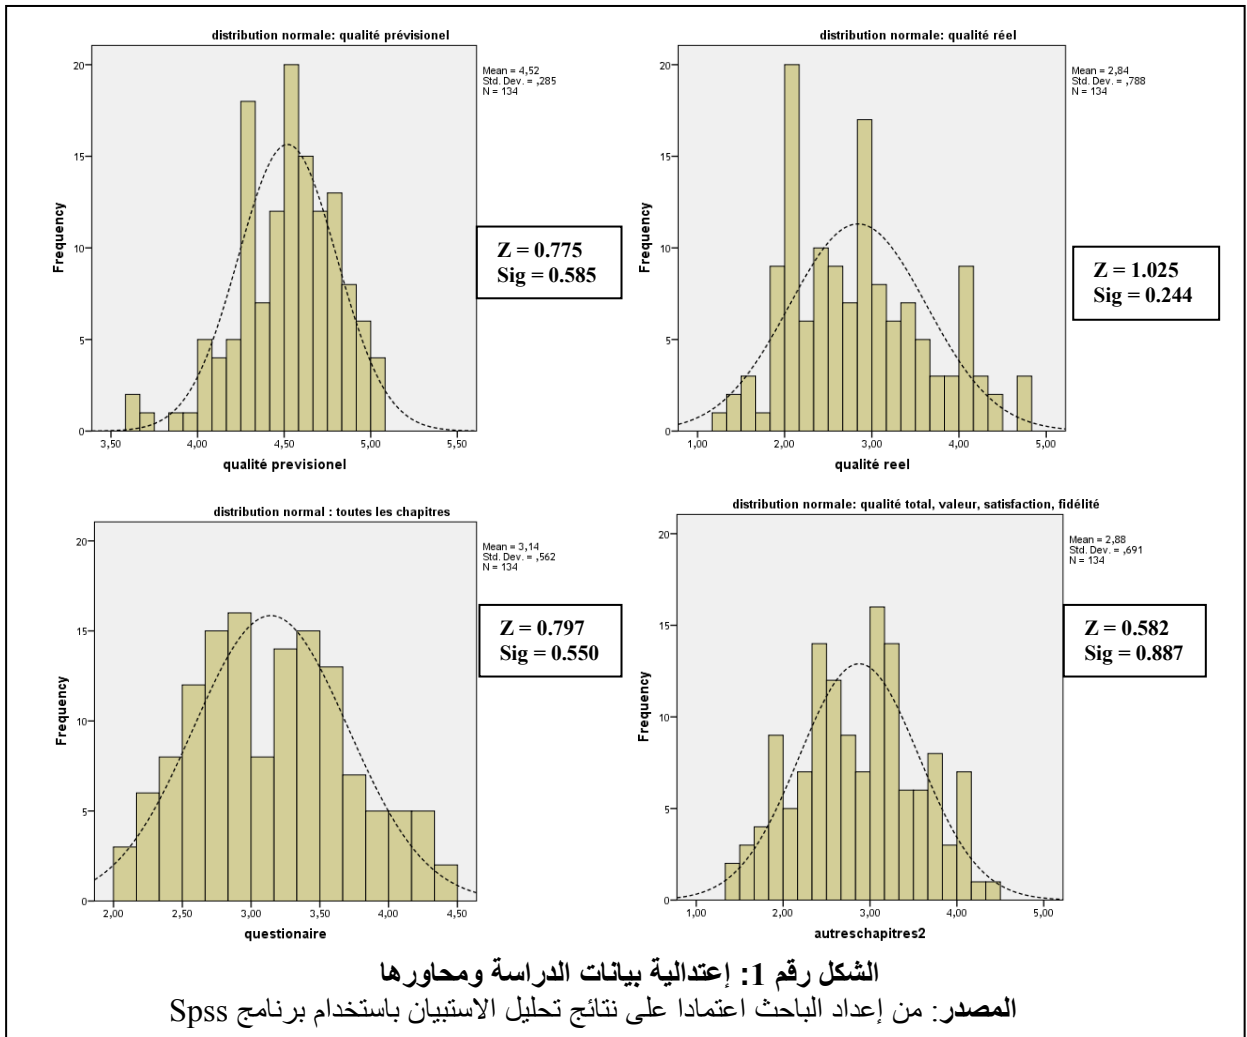 distribution normale: qualité prévisionel
Mean = 4,52
Std. Dev. = ,285
N = 134
Frequency
20
15
10
5
0
3,50 4,00 4,50 5,00 5,50
qualité previsionel
Z = 0.775
Sig = 0.585
distribution normale: qualité réel
Mean = 2,84
Std. Dev. = ,788
N = 134
Frequency
20
15
10
5
0
1,00 2,00 3,00 4,00 5,00
qualité reel
Z = 1.025
Sig = 0.244
distribution normal : toutes les chapitres
Mean = 3,14
Std. Dev. = ,562
N = 134
Frequency
20
15
10
5
0
2,00 2,50 3,00 3,50 4,00 4,50
questionaire
Z = 0.797
Sig = 0.550
distribution normale: qualité total, valeur, satisfaction, fidélité
Mean = 2,88
Std. Dev. = ,691
N = 134
Frequency
20
15
10
5
0
1,00 2,00 3,00 4,00 5,00
autreschapitres2
Z = 0.582
Sig = 0.887
الشكل رقم 1: إعتدالية بيانات الدراسة ومحاورها
المصدر: من إعداد الباحث اعتمادا على نتائج تحليل الاستبيان باستخدام برنامج Spss